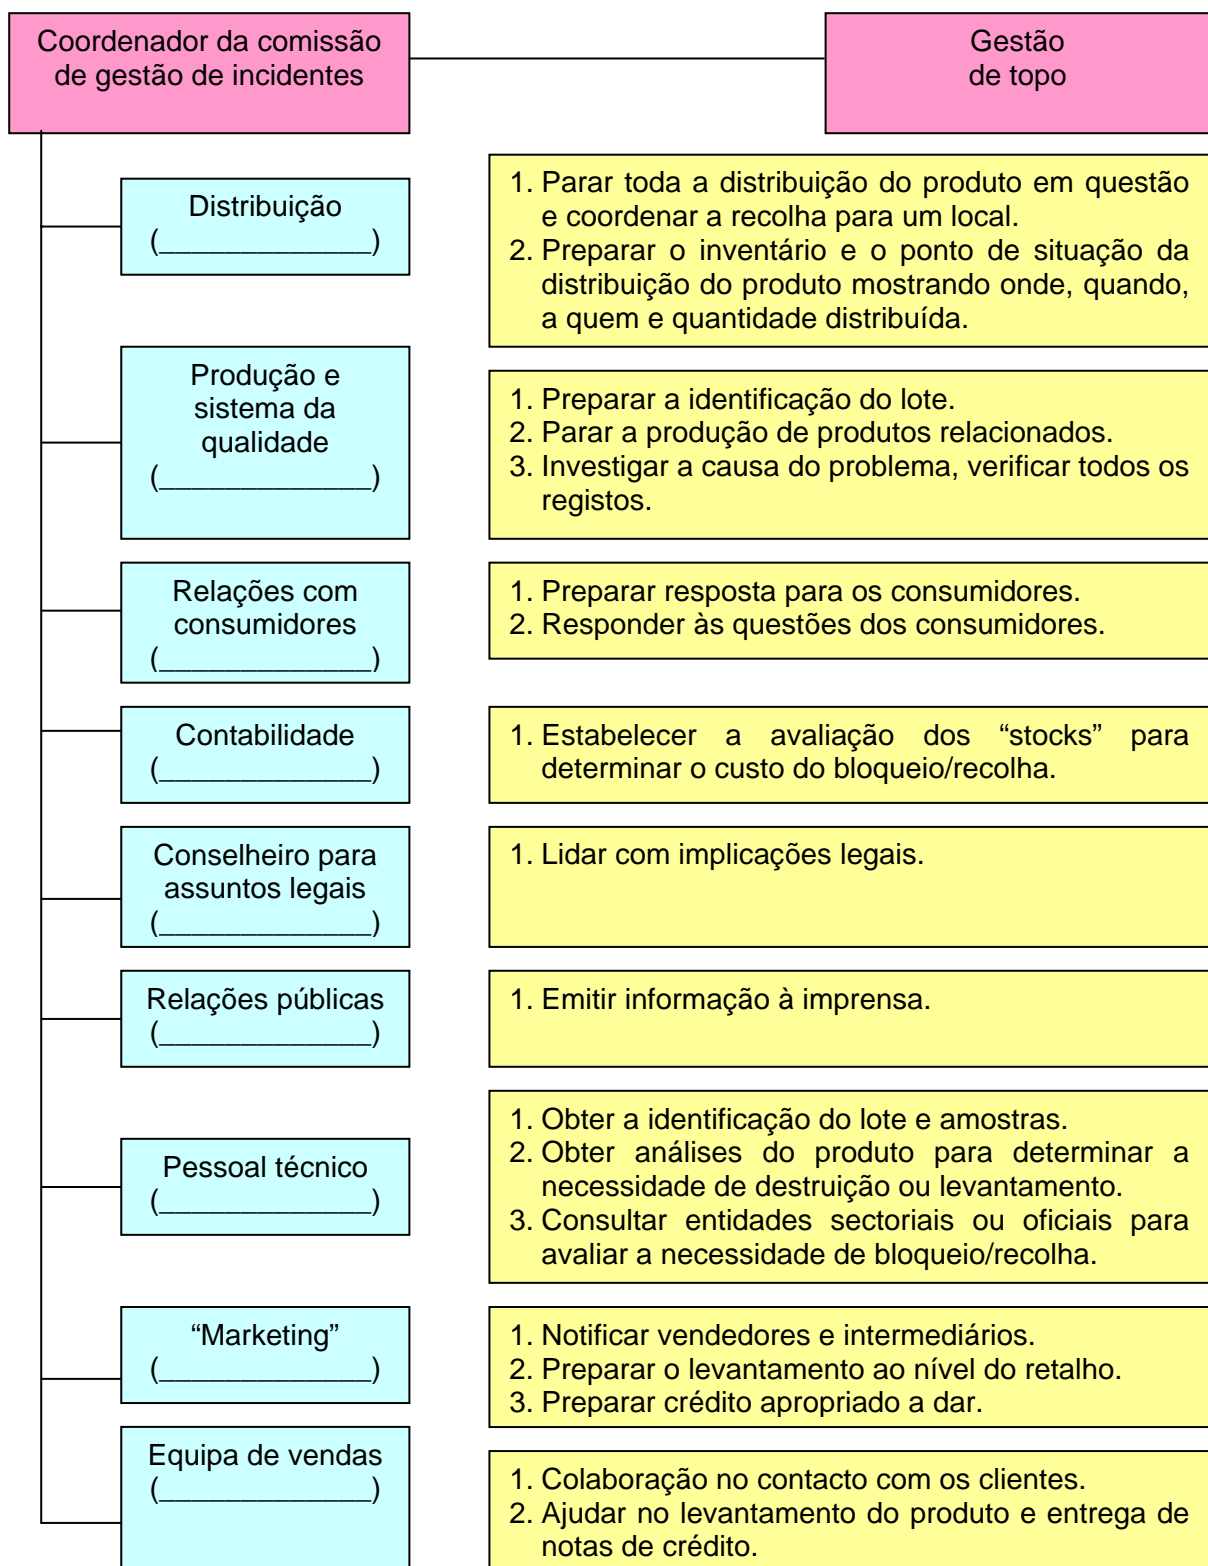 Coordenador da comissão
de gestão de incidentes
Gestão
de topo
Distribuição
(_____________)
1. Parar toda a distribuição do produto em questão
e coordenar a recolha para um local.
2. Preparar o inventário e o ponto de situação da
distribuição do produto mostrando onde, quando,
a quem e quantidade distribuída.
Produção e
sistema da
qualidade
(_____________)
1. Preparar a identificação do lote.
2. Parar a produção de produtos relacionados.
3. Investigar a causa do problema, verificar todos os
registos.
Relações com
consumidores
(_____________)
1. Preparar resposta para os consumidores.
2. Responder às questões dos consumidores.
Contabilidade
(_____________)
1. Estabelecer a avaliação dos “stocks” para
determinar o custo do bloqueio/recolha.
Conselheiro para
assuntos legais
(_____________)
1. Lidar com implicações legais.
Relações públicas
(_____________)
1. Emitir informação à imprensa.
Pessoal técnico
(_____________)
1. Obter a identificação do lote e amostras.
2. Obter análises do produto para determinar a
necessidade de destruição ou levantamento.
3. Consultar entidades sectoriais ou oficiais para
avaliar a necessidade de bloqueio/recolha.
“Marketing”
(_____________)
1. Notificar vendedores e intermediários.
2. Preparar o levantamento ao nível do retalho.
3. Preparar crédito apropriado a dar.
Equipa de vendas
(_____________)
1. Colaboração no contacto com os clientes.
2. Ajudar no levantamento do produto e entrega de
notas de crédito.